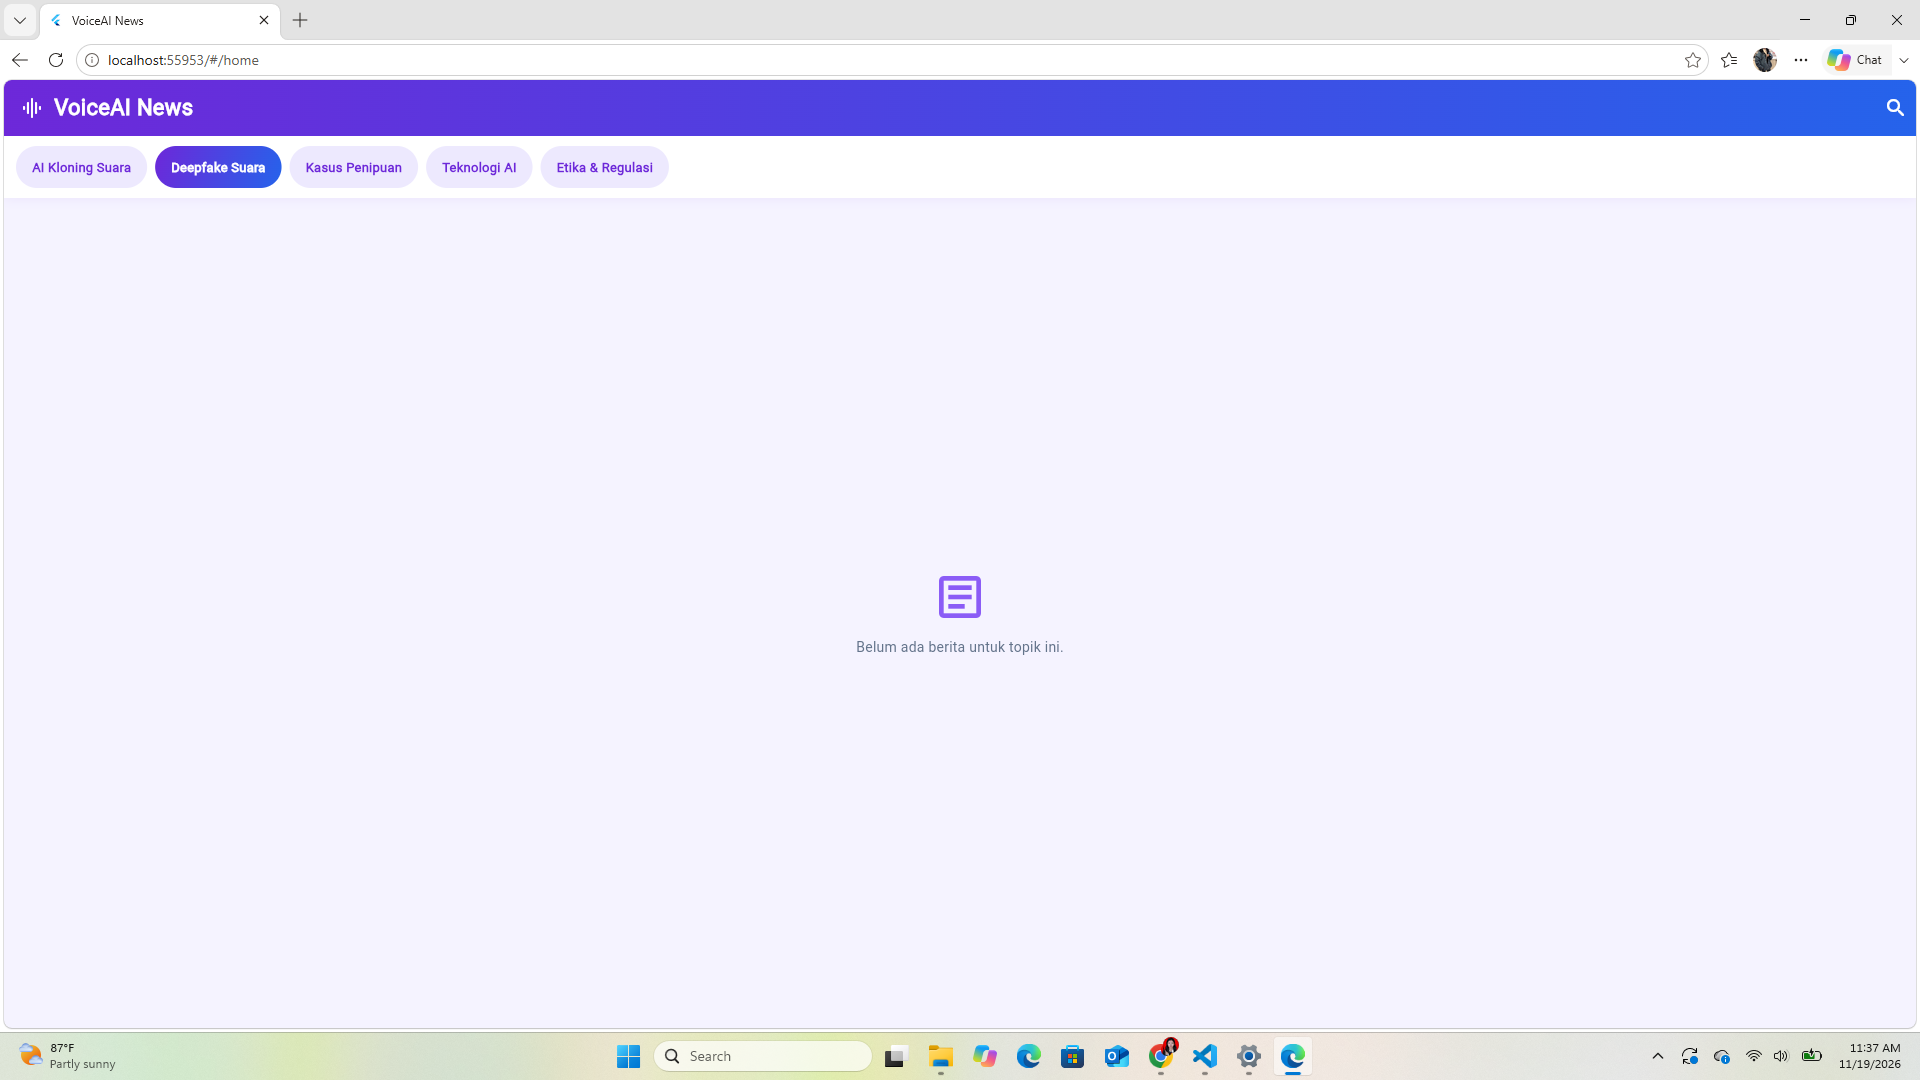 VoiceAI News
localhost:55953/#/home
Chat
VoiceAI News
AI Kloning Suara
Deepfake Suara
Kasus Penipuan
Teknologi AI
Etika & Regulasi
Belum ada berita untuk topik ini.
87°F
Partly sunny
Search
11:37 AM
11/19/2026